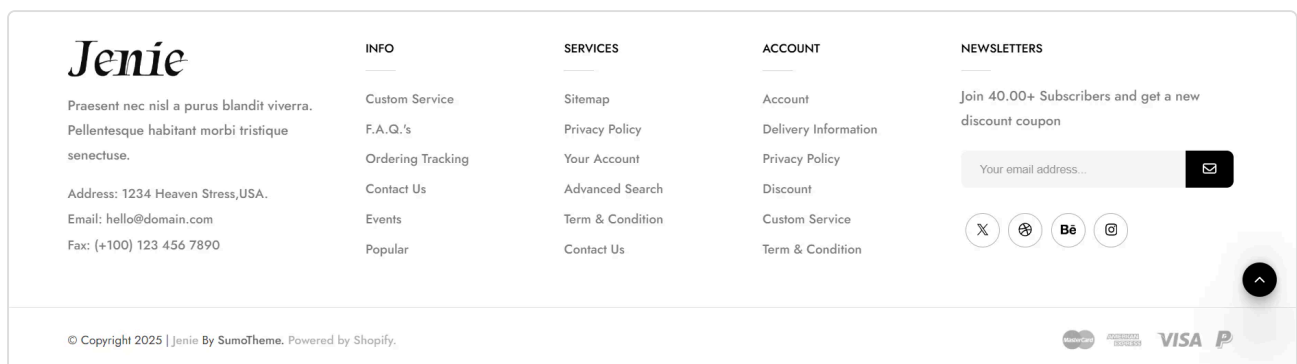 Jenie
Praesent nec nisl a purus blandit viverra.
Pellentesque habitant morbi tristique
senectuse.
Address: 1234 Heaven Stress,USA.
Email: hello@domain.com
Fax: (+100) 123 456 7890
INFO
Custom Service
F.A.Q.'s
Ordering Tracking
Contact Us
Events
Popular
SERVICES
Sitemap
Privacy Policy
Your Account
Advanced Search
Term & Condition
Contact Us
ACCOUNT
Account
Delivery Information
Privacy Policy
Discount
Custom Service
Term & Condition
NEWSLETTERS
Join 40.00+ Subscribers and get a new
discount coupon
Your email address...
Bē
© Copyright 2025 | Jenie By SumoTheme. Powered by Shopify.
MasterCard AMERICAN EXPRESS VISA P